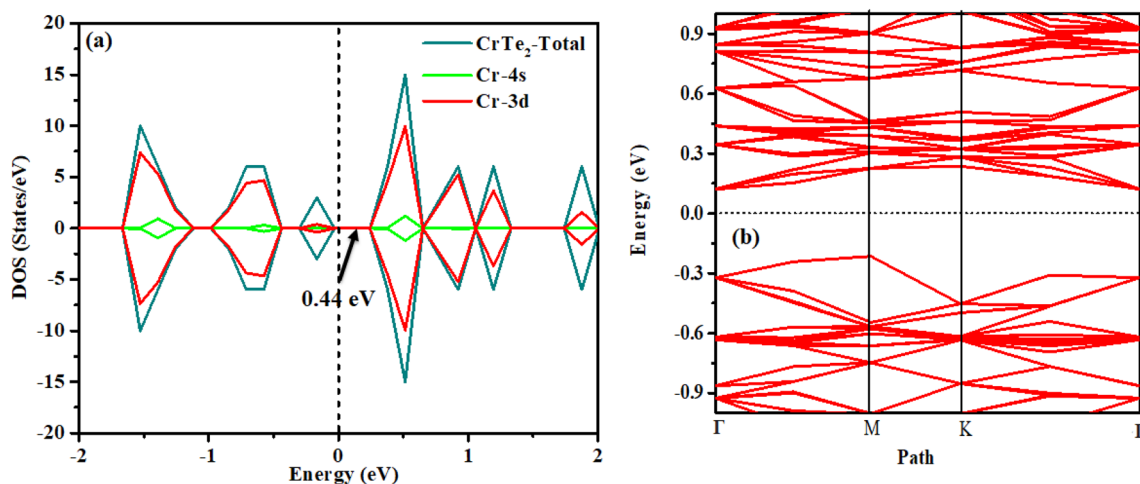 (a)
CrTe₂-Total
Cr-4s
Cr-3d
20
15
10
5
0
-5
-10
-15
-20
DOS (States/eV)
0.44 eV
-2
-1
0
1
2
Energy (eV)
0.9
0.6
0.3
0.0
-0.3
-0.6
-0.9
Energy (eV)
(b)
Γ
M
K
Path